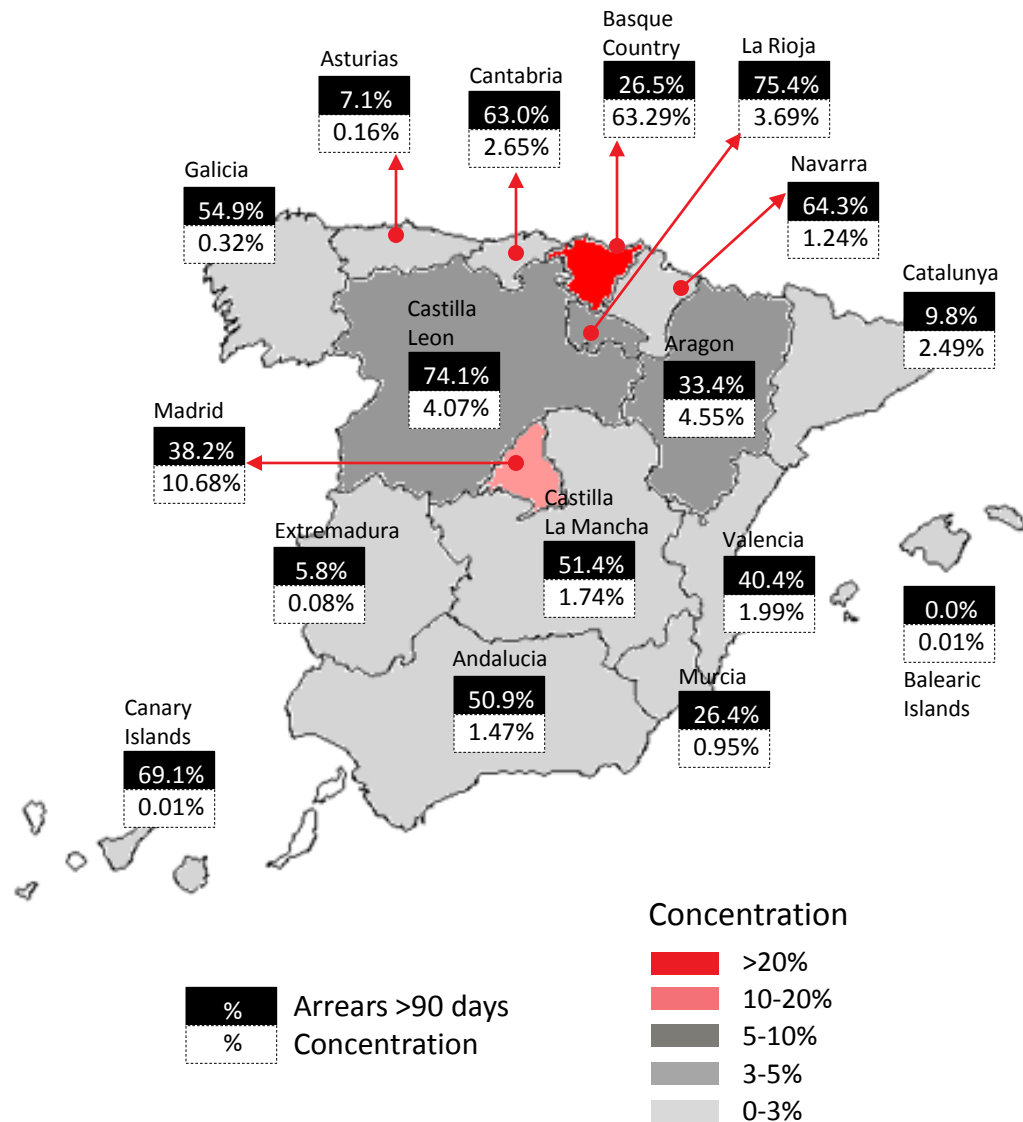 Basque
Country
26.5%
63.29%
La Rioja
75.4%
3.69%
Asturias
7.1%
0.16%
Cantabria
63.0%
2.65%
Navarra
64.3%
1.24%
Galicia
54.9%
0.32%
Catalunya
9.8%
2.49%
Castilla
Leon
74.1%
4.07%
Aragon
33.4%
4.55%
Madrid
38.2%
10.68%
Castilla
La Mancha
51.4%
1.74%
Extremadura
5.8%
0.08%
Valencia
40.4%
1.99%
0.0%
0.01%
Balearic
Islands
Andalucia
50.9%
1.47%
Murcia
26.4%
0.95%
Canary
Islands
69.1%
0.01%
Concentration
>20%
10-20%
5-10%
3-5%
0-3%
% Arrears >90 days
% Concentration